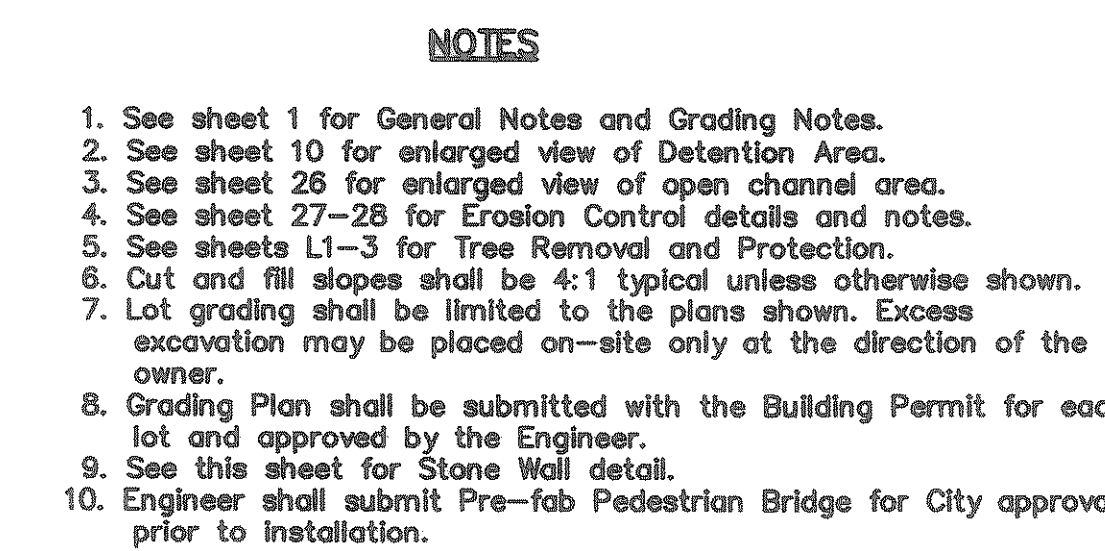 NOTES
1. See sheet 1 for General Notes and Grading Notes.
2. See sheet 10 for enlarged view of Detention Area.
3. See sheet 26 for enlarged view of open channel area.
4. See sheet 27-28 for Erosion Control details and notes.
5. See sheets L1-3 for Tree Removal and Protection.
6. Cut and fill slopes shall be 4:1 typical unless otherwise shown.
7. Lot grading shall be limited to the plans shown. Excess
excavation may be placed on-site only at the direction of the
owner.
8. Grading Plan shall be submitted with the Building Permit for eac
lot and approved by the Engineer.
9. See this sheet for Stone Wall detail.
10. Engineer shall submit Pre-fab Pedestrian Bridge for City approva
prior to installation.